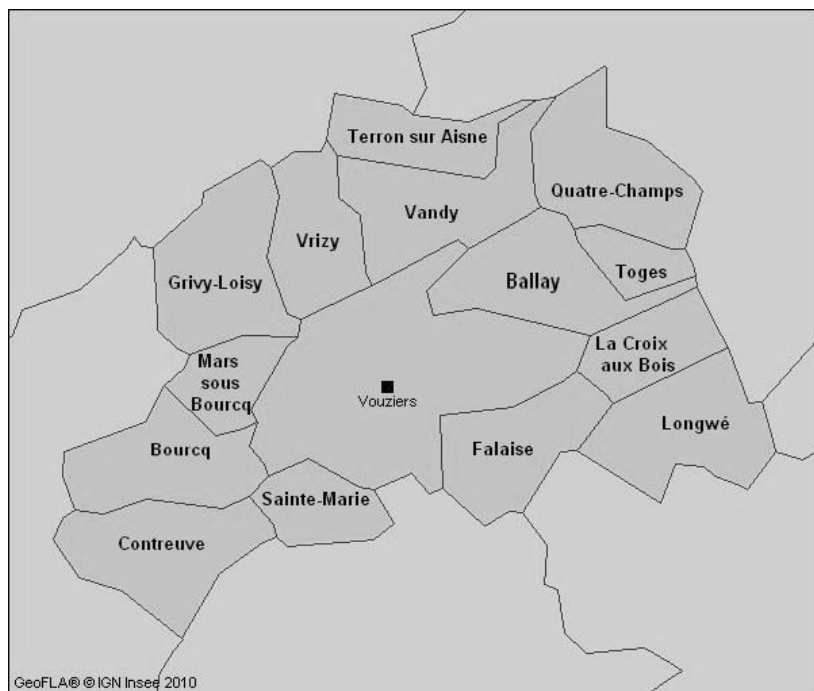 Terron sur Aisne
Quatre-Champs
Vandy
Vrizy
Toges
Grivy-Loisy
Ballay
La Croix
aux Bois
Mars
sous
Bourcq
Vouziers
Longwé
Bourcq
Falaise
Sainte-Marie
Contreuve
GeoFLA® © IGN Insee 2010